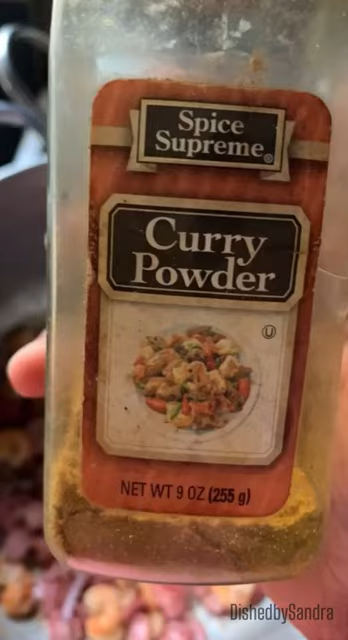 Spice
Supreme®
Curry
Powder
U
NET WT 9 OZ (255 g)
DishedbySandra